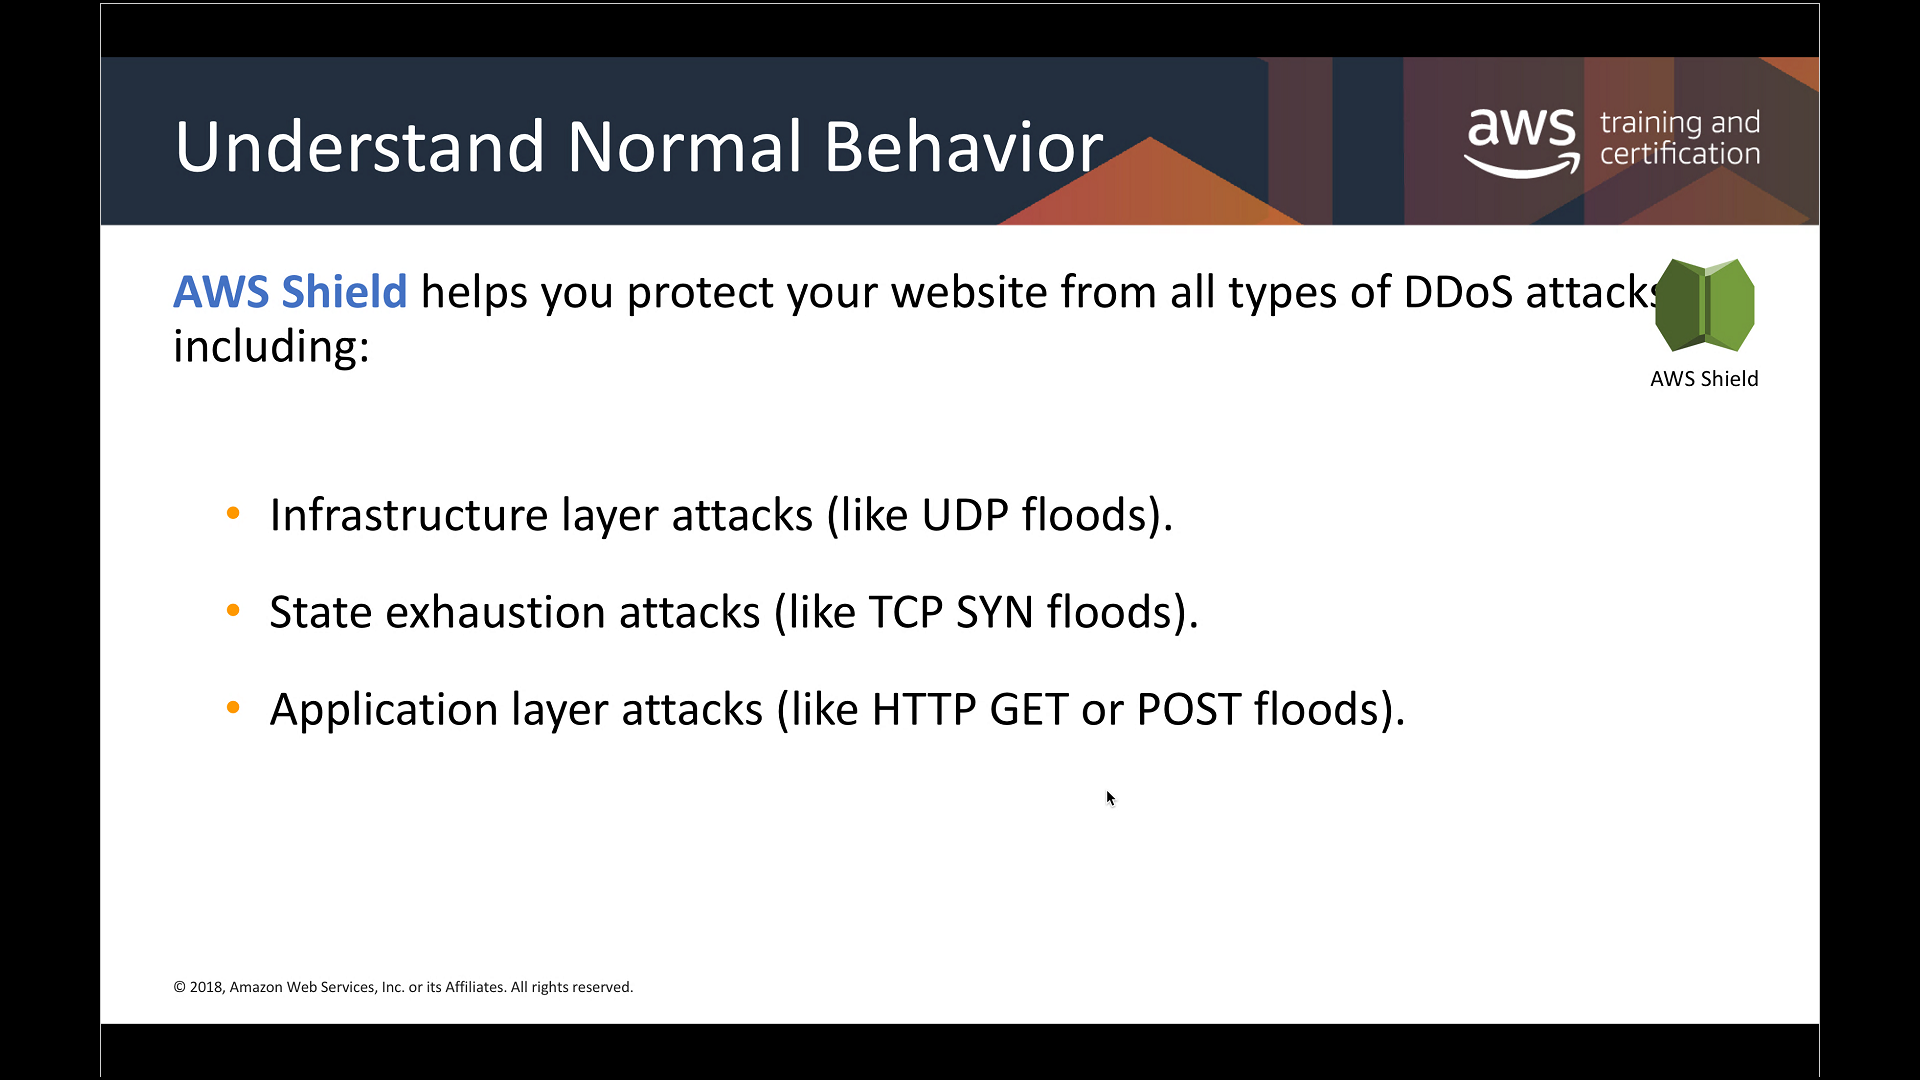 Understand Normal Behavior
aws training and
certification
AWS Shield helps you protect your website from all types of DDoS attacks
including:
AWS Shield
• Infrastructure layer attacks (like UDP floods).
• State exhaustion attacks (like TCP SYN floods).
• Application layer attacks (like HTTP GET or POST floods).
© 2018, Amazon Web Services, Inc. or its Affiliates. All rights reserved.